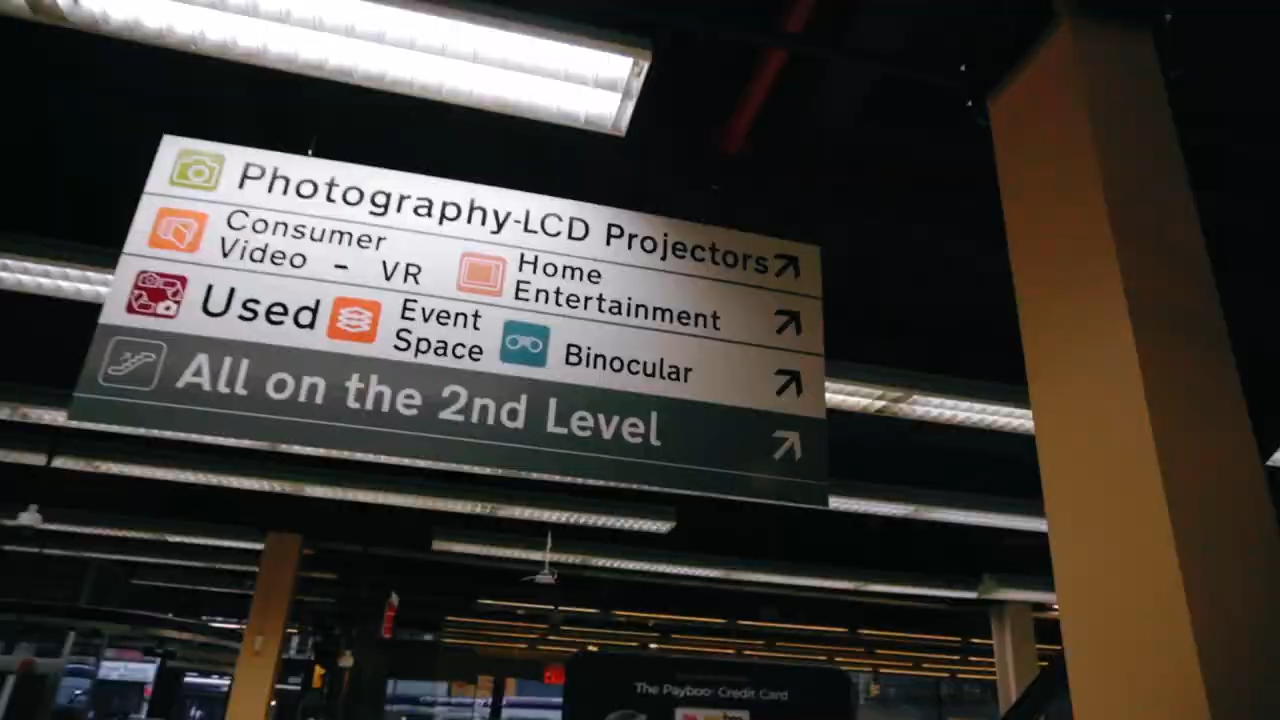 Photography-LCD Projectors
Consumer
Video - VR
Home
Entertainment
Used
Event
Space
Binocular
All on the 2nd Level
The Payboo Credit Card